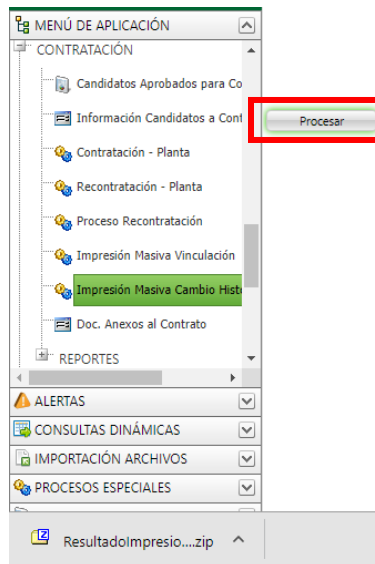 MENÚ DE APLICACIÓN
CONTRATACIÓN
Candidatos Aprobados para Co
Información Candidatos a Cont
Procesar
Contratación - Planta
Recontratación - Planta
Proceso Recontratación
Impresión Masiva Vinculación
Impresión Masiva Cambio Histo
Doc. Anexos al Contrato
REPORTES
ALERTAS
CONSULTAS DINÁMICAS
IMPORTACIÓN ARCHIVOS
PROCESOS ESPECIALES
ResultadoImpresio....zip